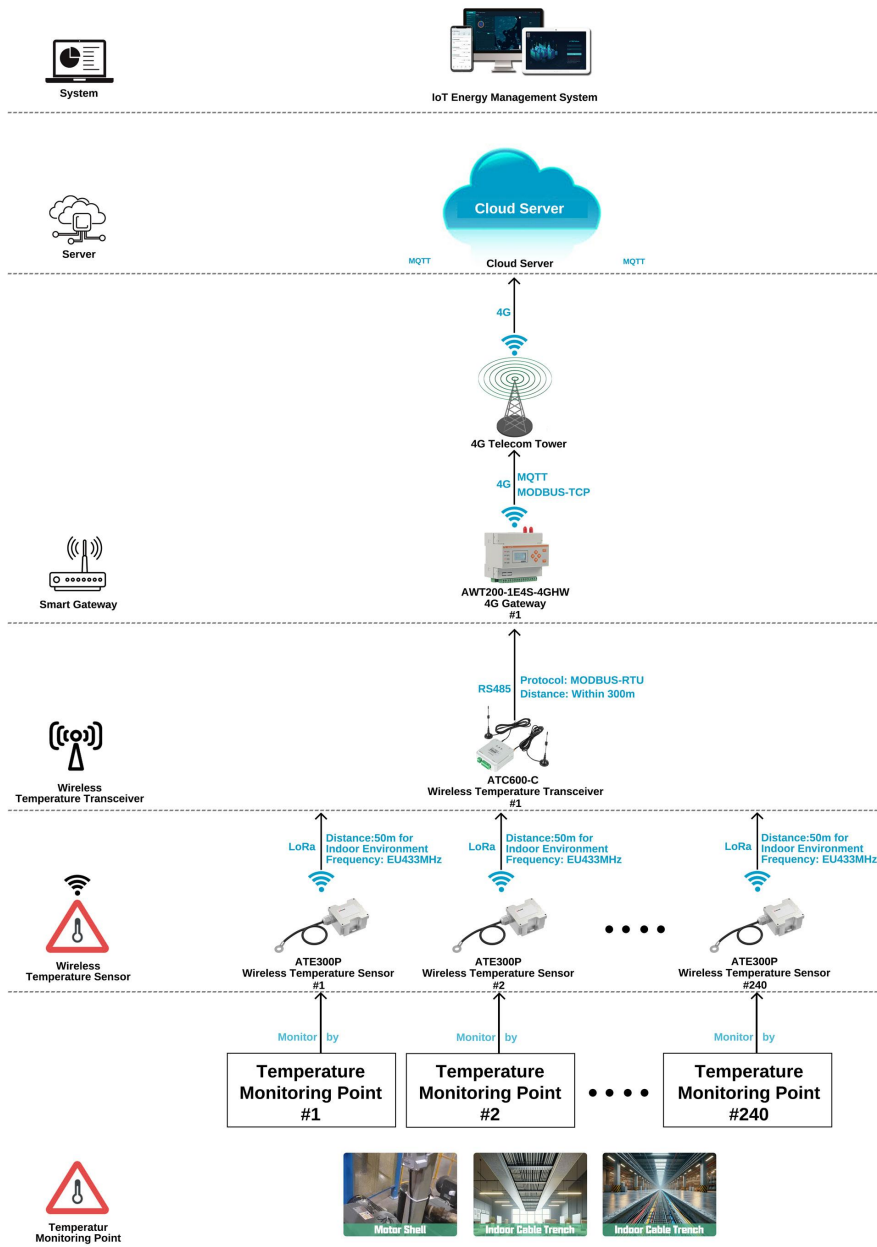 System
IoT Energy Management System
Cloud Server
Server
MQTT
Cloud Server
MQTT
4G
4G Telecom Tower
4G
MQTT
MODBUS-TCP
Smart Gateway
AWT200-1E4S-4GHW
4G Gateway
#1
RS485
Protocol: MODBUS-RTU
Distance: Within 300m
Wireless
Temperature Transceiver
ATC600-C
Wireless Temperature Transceiver
#1
LoRa
Distance:50m for
Indoor Environment
Frequency: EU433MHz
LoRa
Distance:50m for
Indoor Environment
Frequency: EU433MHz
LoRa
Distance:50m for
Indoor Environment
Frequency: EU433MHz
Wireless
Temperature Sensor
ATE300P
Wireless Temperature Sensor
#1
ATE300P
Wireless Temperature Sensor
#2
ATE300P
Wireless Temperature Sensor
#240
Monitor by
Monitor by
Monitor by
Temperature
Monitoring Point
#1
Temperature
Monitoring Point
#2
Temperature
Monitoring Point
#240
Temperatur
Monitoring Point
Motor Shell
Indoor Cable Trench
Indoor Cable Trench